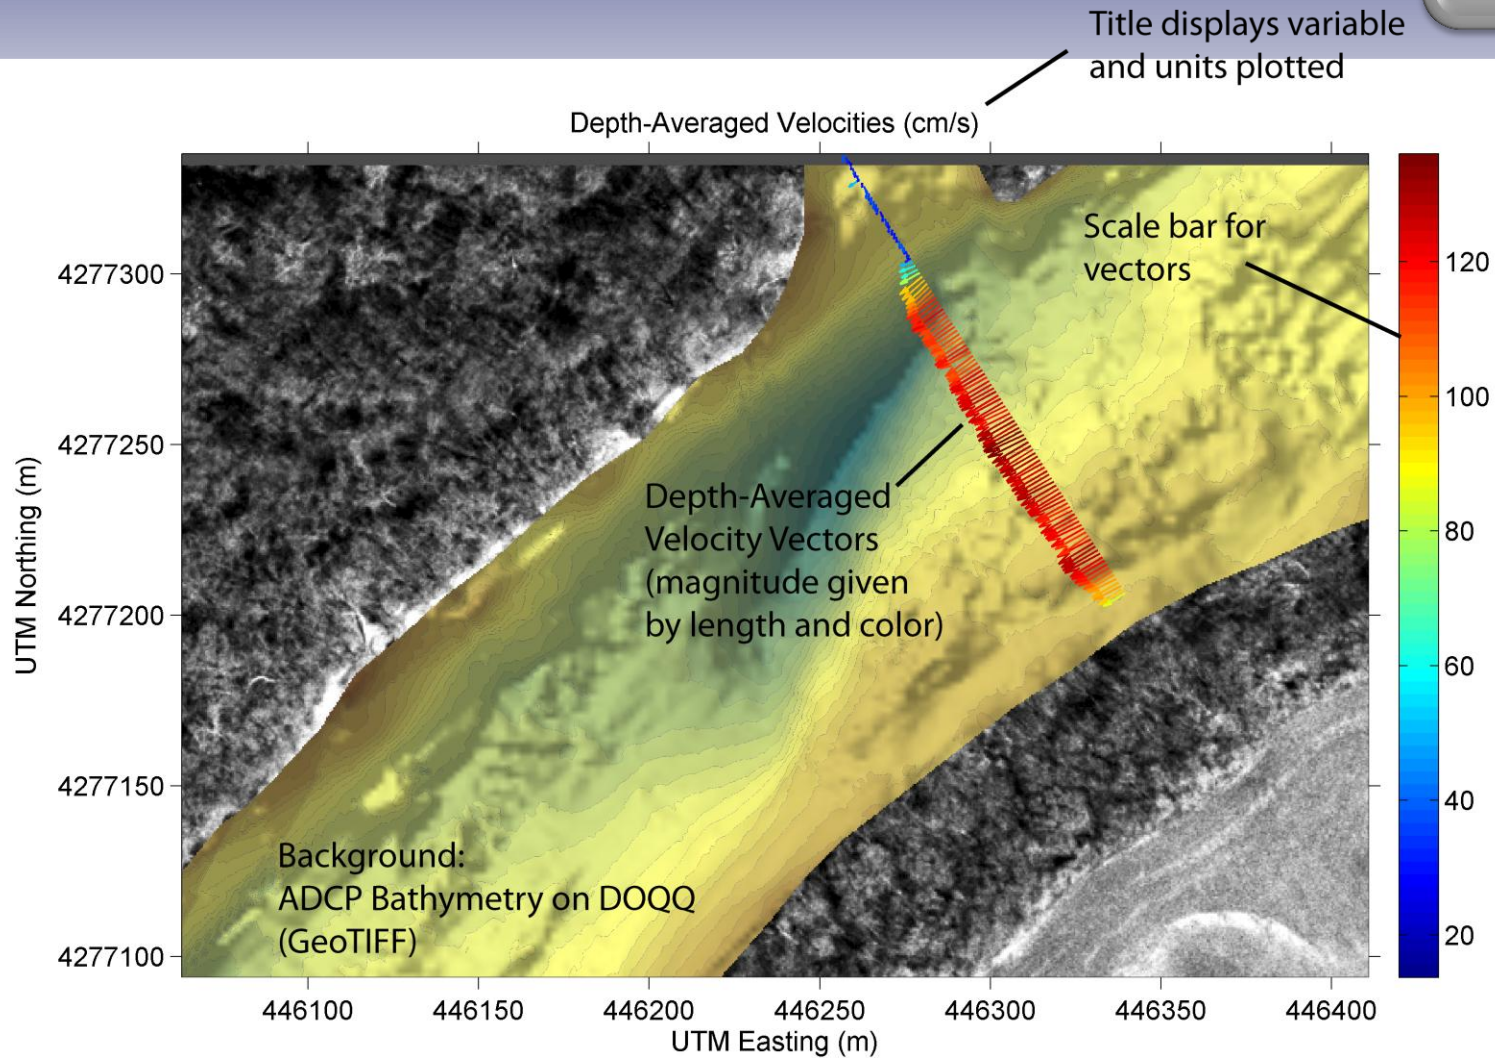 Title displays variable
and units plotted
Depth-Averaged Velocities (cm/s)
Scale bar for
vectors
Depth-Averaged
Velocity Vectors
(magnitude given
by length and color)
Background:
ADCP Bathymetry on DOQQ
(GeoTIFF)
UTM Northing (m)
4277300
4277250
4277200
4277150
4277100
446100
446150
446200
446250
446300
446350
446400
UTM Easting (m)
120
100
80
60
40
20